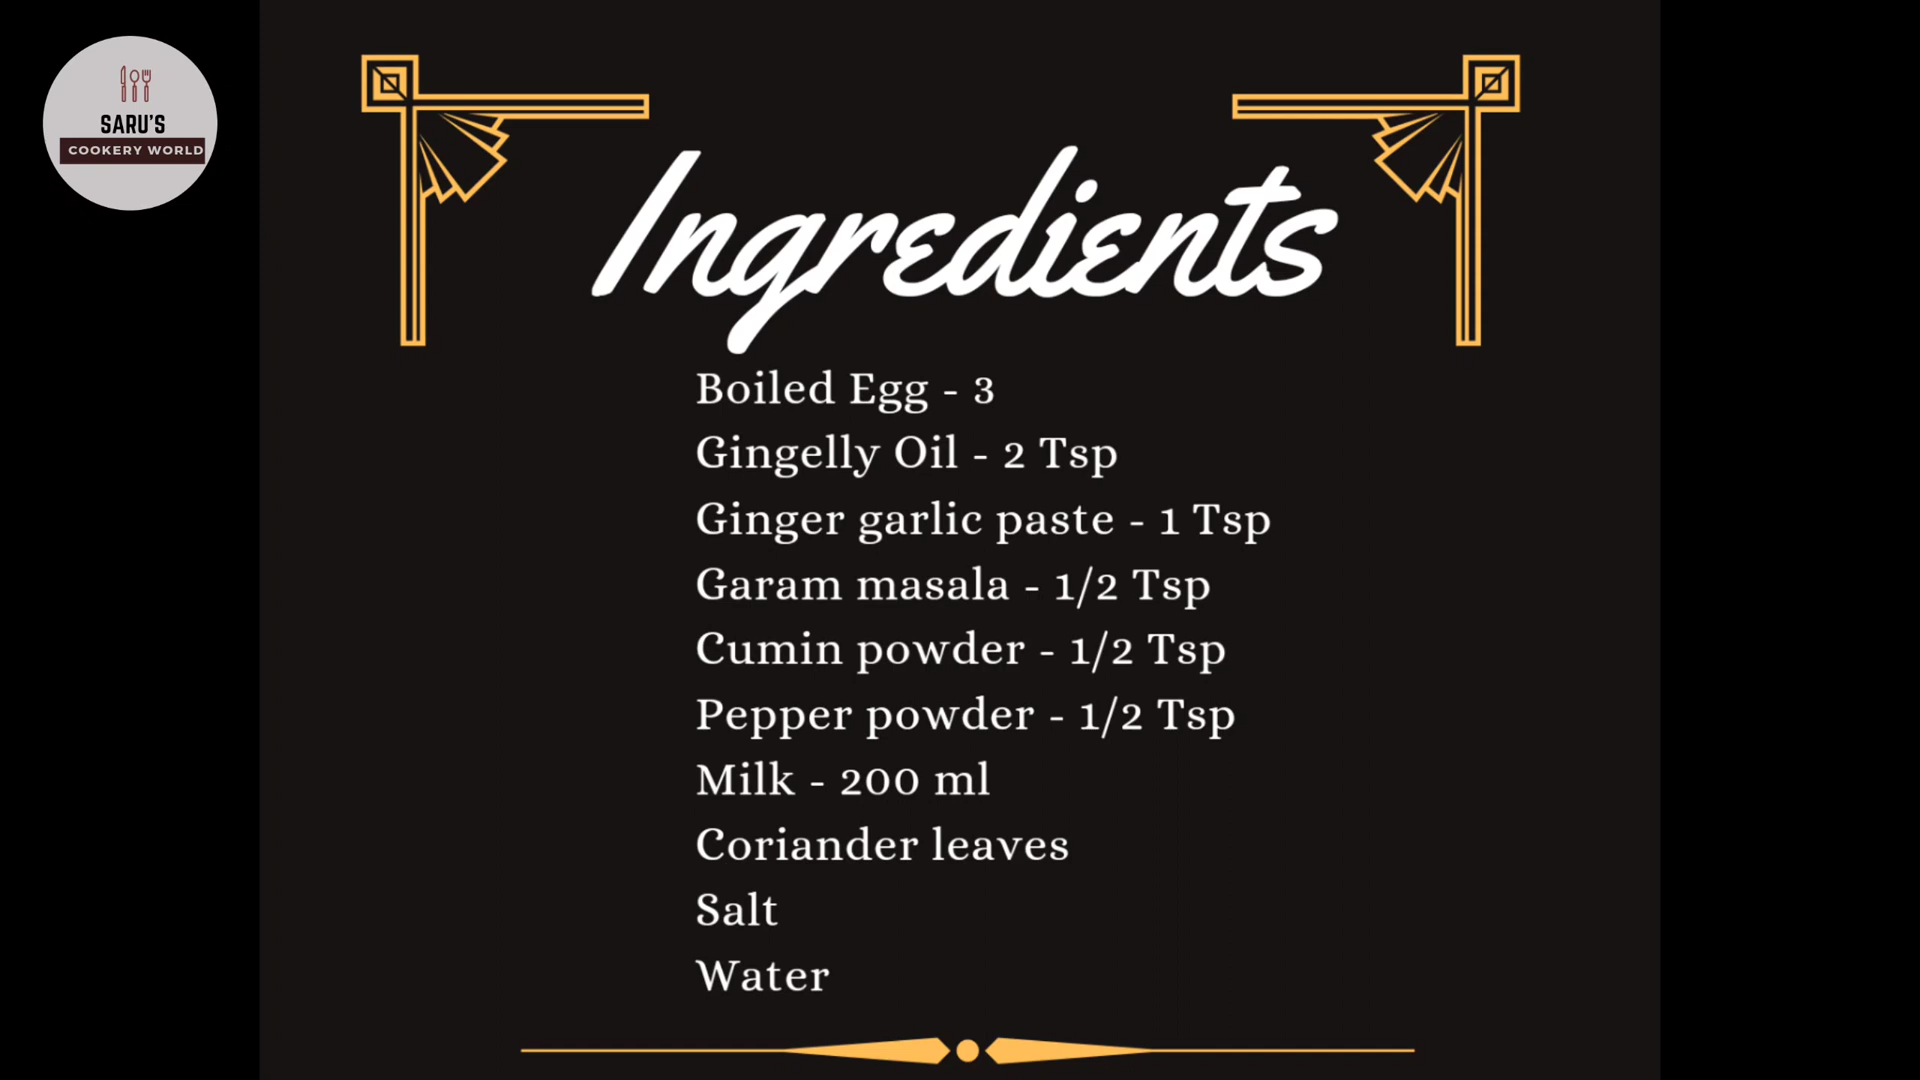 SARU'S
COOKERY WORLD
Ingredients
Boiled Egg - 3
Gingelly Oil - 2 Tsp
Ginger garlic paste - 1 Tsp
Garam masala - 1/2 Tsp
Cumin powder - 1/2 Tsp
Pepper powder - 1/2 Tsp
Milk - 200 ml
Coriander leaves
Salt
Water